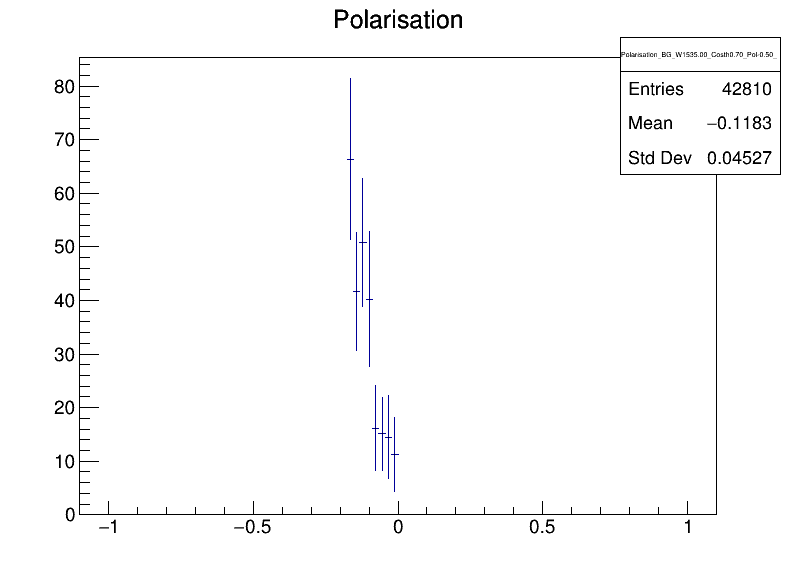 Polarisation
Polarisation_BG_W1535.00_Costh0.70_Pol-0.50_
Entries 42810
Mean −0.1183
Std Dev 0.04527
80
70
60
50
40
30
20
10
0
−1 −0.5 0 0.5 1